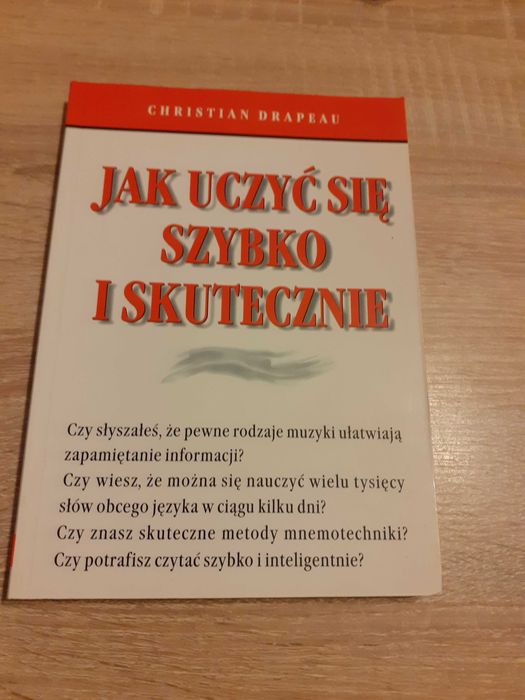 CHRISTIAN DRAPEAU
JAK UCZYĆ SIĘ
SZYBKO
I SKUTECZNIE
Czy słyszałeś, że pewne rodzaje muzyki ułatwiają
zapamiętanie informacji?
Czy wiesz, że można się nauczyć wielu tysięcy
słów obcego języka w ciągu kilku dni?
Czy znasz skuteczne metody mnemotechniki?
Czy potrafisz czytać szybko i inteligentnie?